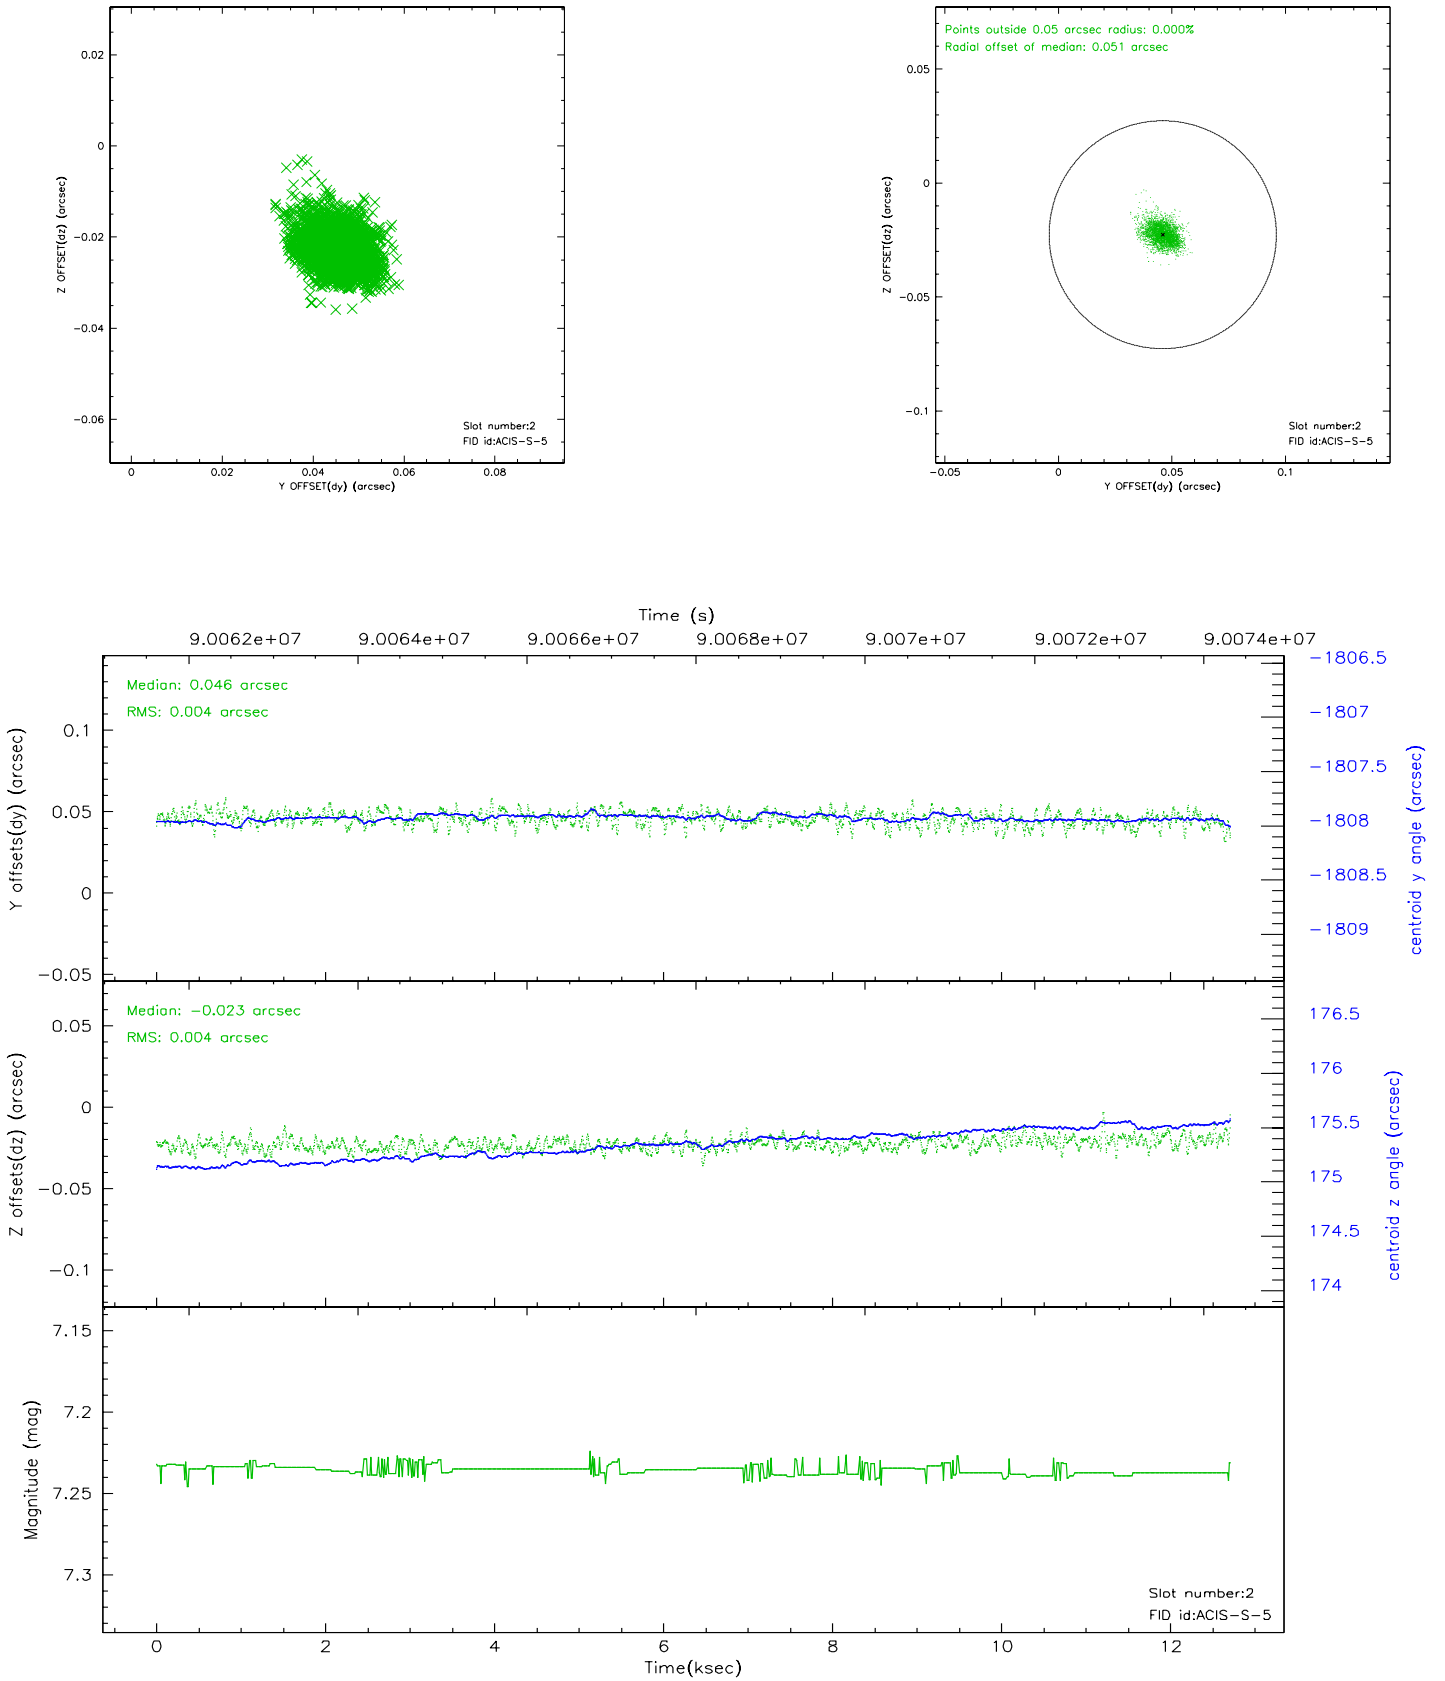 0.02
0
−0.02
−0.04
−0.06
Z OFFSET(dz) (arcsec)
Slot number:2
FID id:ACIS−S−5
0 0.02 0.04 0.06 0.08
Y OFFSET(dy) (arcsec)
Points outside 0.05 arcsec radius: 0.000%
Radial offset of median: 0.051 arcsec
0.05
0
−0.05
−0.1
Z OFFSET(dz) (arcsec)
Slot number:2
FID id:ACIS−S−5
−0.05 0 0.05 0.1
Y OFFSET(dy) (arcsec)
Time (s)
9.0062e+07 9.0064e+07 9.0066e+07 9.0068e+07 9.007e+07 9.0072e+07 9.0074e+07
Median: 0.046 arcsec
RMS: 0.004 arcsec
0.1
0.05
0
−0.05
Y offsets(dy) (arcsec)
−1806.5
−1807
−1807.5
−1808
−1808.5
−1809
centroid y angle (arcsec)
Median: −0.023 arcsec
RMS: 0.004 arcsec
0.05
0
−0.05
−0.1
Z offsets(dz) (arcsec)
176.5
176
175.5
175
174.5
174
centroid z angle (arcsec)
7.15
7.2
7.25
7.3
Magnitude (mag)
Slot number:2
FID id:ACIS−S−5
0 2 4 6 8 10 12
Time(ksec)